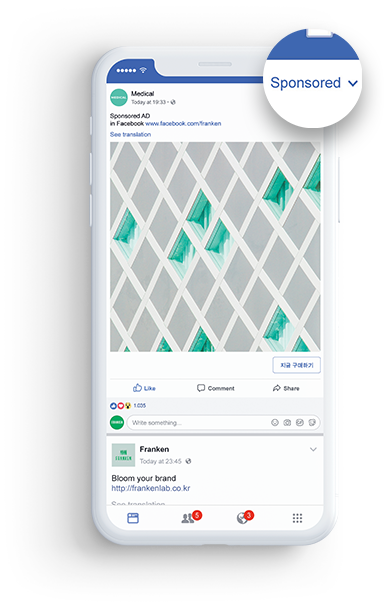 Sponsored
MEDICAL
Medical
Today at 19:33
Sponsored AD
in Facebook www.facebook.com/franken
See translation
지금 구매하기
Like
Comment
Share
1.035
Write something...
Franken
Today at 23:45
Bloom your brand
http://frankenlab.co.kr
See translation
5
3